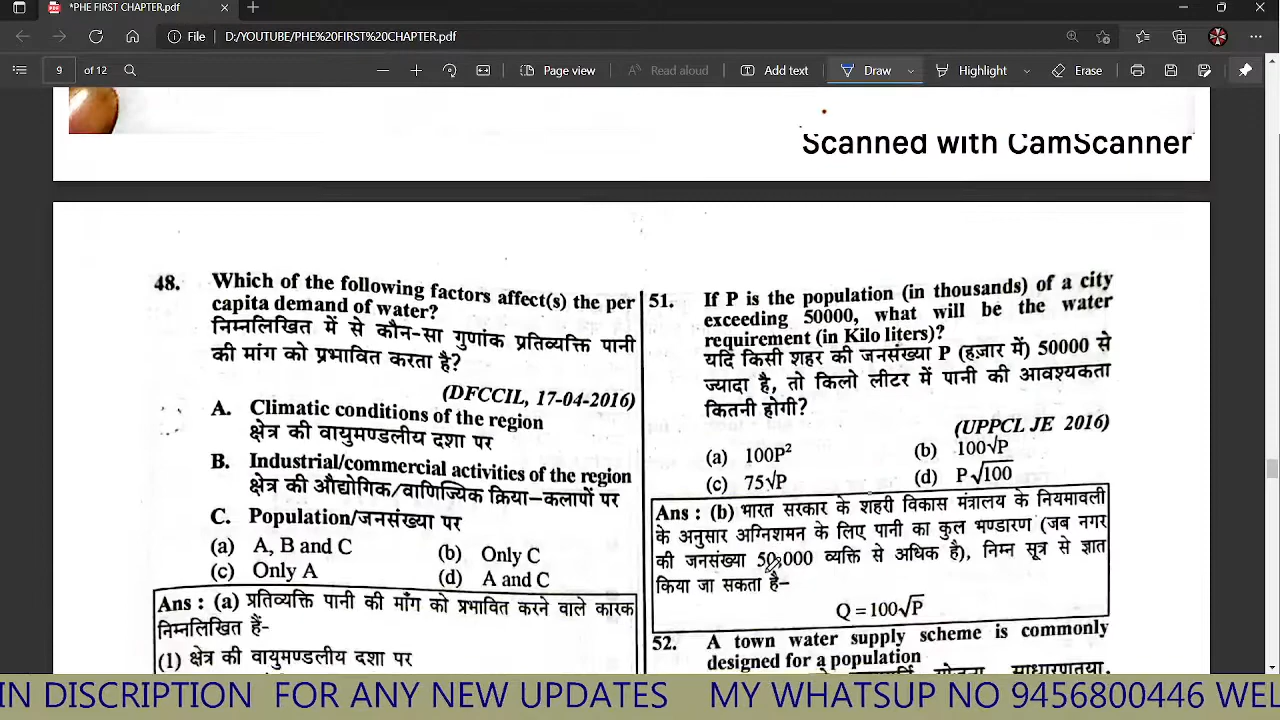 *PHE FIRST CHAPTER.pdf
File D:/YOUTUBE/PHE%20FIRST%20CHAPTER.pdf
9 of 12 Page view Read aloud Add text Draw Highlight Erase
Scanned with CamScanner
48. Which of the following factors affect(s) the per
capita demand of water?
निम्नलिखित में से कौन-सा गुणांक प्रतिव्यक्ति पानी
की मांग को प्रभावित करता है?
(DFCCIL, 17-04-2016)
A. Climatic conditions of the region
क्षेत्र की वायुमण्डलीय दशा पर
B. Industrial/commercial activities of the region
क्षेत्र की औद्योगिक/वाणिज्यिक क्रिया–कलापों पर
C. Population/जनसंख्या पर
(a) A, B and C (b) Only C
(c) Only A (d) A and C
Ans : (a) प्रतिव्यक्ति पानी की माँग को प्रभावित करने वाले कारक
निम्नलिखित हैं-
(1) क्षेत्र की वायुमण्डलीय दशा पर
51. If P is the population (in thousands) of a city
exceeding 50000, what will be the water
requirement (in Kilo liters)?
यदि किसी शहर की जनसंख्या P (हज़ार में) 50000 से
ज्यादा है, तो किलो लीटर में पानी की आवश्यकता
कितनी होगी?
(UPPCL JE 2016)
(a) 100P² (b) 100√P
(c) 75√P (d) P√100
Ans : (b) भारत सरकार के शहरी विकास मंत्रालय के नियमावली
के अनुसार अग्निशमन के लिए पानी का कुल भण्डारण (जब नगर
की जनसंख्या 50,000 व्यक्ति से अधिक है), निम्न सूत्र से ज्ञात
किया जा सकता है–
Q = 100√P
52. A town water supply scheme is commonly
designed for a population
IN DISCRIPTION FOR ANY NEW UPDATES MY WHATSUP NO 9456800446 WEL